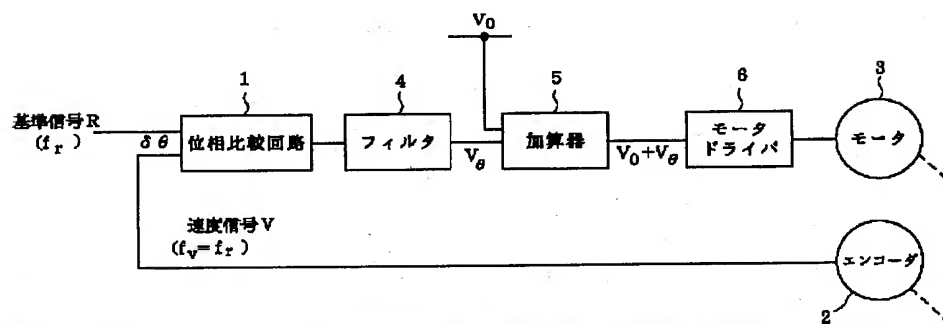 V₀
1
4
5
6
3
基準信号R
(fr)
δθ
位相比較回路
フィルタ
Vθ
加算器
V₀+Vθ
モータ
ドライバ
モータ
速度信号V
(fv=fr)
エンコーダ
2